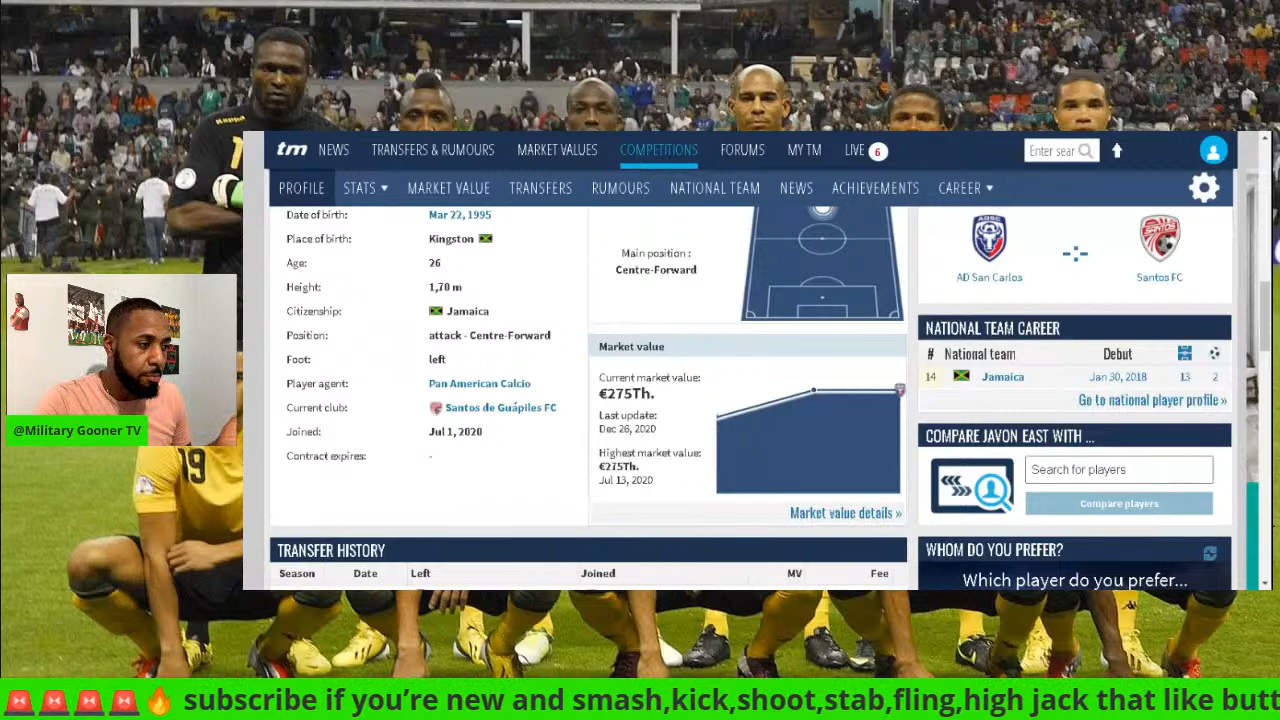 tm NEWS TRANSFERS & RUMOURS MARKET VALUES COMPETITIONS FORUMS MY TM LIVE 6 Enter sear
PROFILE STATS MARKET VALUE TRANSFERS RUMOURS NATIONAL TEAM NEWS ACHIEVEMENTS CAREER
Date of birth: Mar 22, 1995
Place of birth: Kingston
Age: 26
Height: 1,70 m
Citizenship: Jamaica
Position: attack - Centre-Forward
Foot: left
Player agent: Pan American Calcio
Current club: Santos de Guápiles FC
Joined: Jul 1, 2020
Contract expires: -
Main position :
Centre-Forward
Market value
Current market value:
€275Th.
Last update:
Dec 26, 2020
Highest market value:
€275Th.
Jul 13, 2020
Market value details »
AD San Carlos -:- Santos FC
NATIONAL TEAM CAREER
# National team Debut
14 Jamaica Jan 30, 2018 13 2
Go to national player profile »
COMPARE JAVON EAST WITH ...
Search for players
Compare players
TRANSFER HISTORY
Season Date Left Joined MV Fee
WHOM DO YOU PREFER?
Which player do you prefer...
@Military Gooner TV
19
subscribe if you’re new and smash,kick,shoot,stab,fling,high jack that like butt